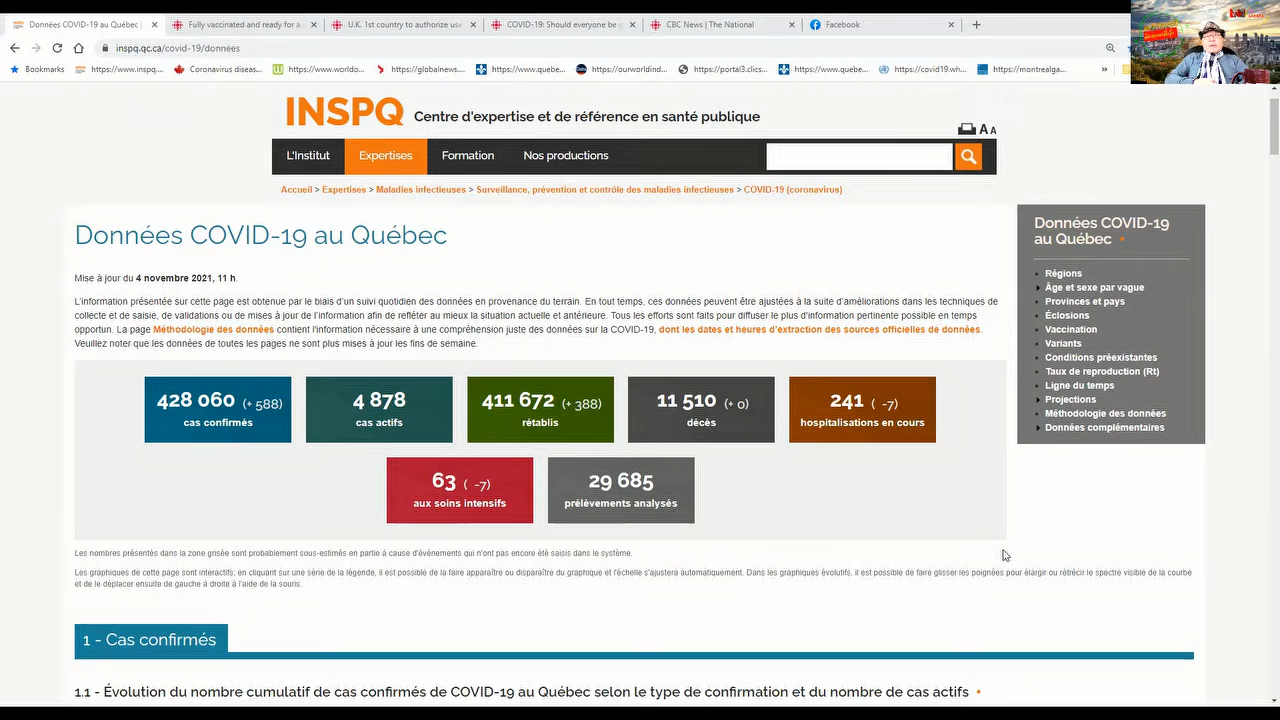 Données COVID-19 au Québec |
Fully vaccinated and ready for a
U.K. 1st country to authorize use
COVID-19: Should everyone be g
CBC News | The National
Facebook
inspq.qc.ca/covid-19/donnees
Bookmarks
https://www.inspq....
Coronavirus diseas...
https://www.worldo...
https://globalnews....
https://www.quebe...
https://ourworldind...
https://portal3.clics...
https://www.quebe...
https://covid19.wh...
https://montrealga...
INSPQ
Centre d'expertise et de référence en santé publique
A A
L'Institut
Expertises
Formation
Nos productions
Accueil > Expertises > Maladies infectieuses > Surveillance, prévention et contrôle des maladies infectieuses > COVID-19 (coronavirus)
Données COVID-19 au Québec
Mise à jour du 4 novembre 2021, 11 h.
L'information présentée sur cette page est obtenue par le biais d'un suivi quotidien des données en provenance du terrain. En tout temps, ces données peuvent être ajustées à la suite d'améliorations dans les techniques de
collecte et de saisie, de validations ou de mises à jour de l'information afin de refléter au mieux la situation actuelle et antérieure. Tous les efforts sont faits pour diffuser le plus d'information pertinente possible en temps
opportun. La page Méthodologie des données contient l'information nécessaire à une compréhension juste des données sur la COVID-19, dont les dates et heures d'extraction des sources officielles de données.
Veuillez noter que les données de toutes les pages ne sont plus mises à jour les fins de semaine.
428 060 (+ 588)
cas confirmés
4 878
cas actifs
411 672 (+ 388)
rétablis
11 510 (+ 0)
décès
241 ( -7)
hospitalisations en cours
63 ( -7)
aux soins intensifs
29 685
prélèvements analysés
Les nombres présentés dans la zone grisée sont probablement sous-estimés en partie à cause d'événements qui n'ont pas encore été saisis dans le système.
Les graphiques de cette page sont interactifs; en cliquant sur une série de la légende, il est possible de la faire apparaître ou disparaître du graphique et l'échelle s'ajustera automatiquement. Dans les graphiques évolutifs, il est possible de faire glisser les poignées pour élargir ou rétrécir le spectre visible de la courbe
et de le déplacer ensuite de gauche à droite à l'aide de la souris.
1 - Cas confirmés
1.1 - Évolution du nombre cumulatif de cas confirmés de COVID-19 au Québec selon le type de confirmation et du nombre de cas actifs
Données COVID-19
au Québec
Régions
Âge et sexe par vague
Provinces et pays
Éclosions
Vaccination
Variants
Conditions préexistantes
Taux de reproduction (Rt)
Ligne du temps
Projections
Méthodologie des données
Données complémentaires